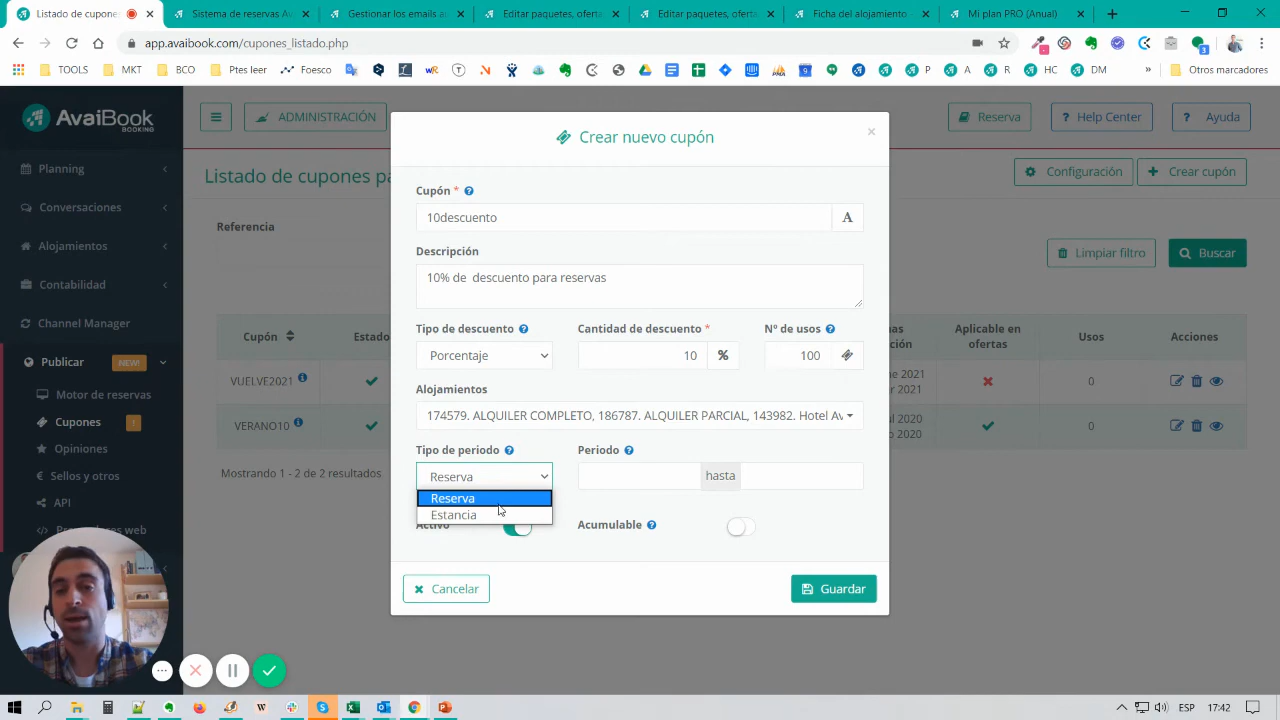 cupones
Sistema de reservas Av
Gestionar los emails a
Editar paquetes, oferta
Editar paquetes, oferta
Ficha del alojamiento -
Mi plan PRO (Anual)
app.avaibook.com/cupones_listado.php
TOOLS
MKT
BCO
Ptes leer
Foesco
P
A
R
HC
DM
Otros marcadores
AvaiBook
BOOKING
ADMINISTRACIÓN
Reserva
? Help Center
? Ayuda
Planning
Conversaciones
Alojamientos
Contabilidad
Channel Manager
Publicar NEW!
Motor de reservas
Cupones !
Opiniones
€ Sellos y otros
API
Listado de cupones pa
Configuración
+ Crear cupón
Referencia
Limpiar filtro
Buscar
Cupón
Estado
Aplicable en
ofertas
Usos
Acciones
VUELVE2021
2021
2021
0
VERANO10
2020
2020
0
Mostrando 1 - 2 de 2 resultados
Crear nuevo cupón
×
Cupón * ?
10descuento
A
Descripción
10% de descuento para reservas
Tipo de descuento ?
Cantidad de descuento *
Nº de usos ?
Porcentaje
10 %
100
Alojamientos
174579. ALQUILER COMPLETO, 186787. ALQUILER PARCIAL, 143982. Hotel Av
Tipo de periodo ?
Periodo ?
Reserva
hasta
Reserva
Estancia
Activo
Acumulable ?
Cancelar
Guardar
ESP
17:42